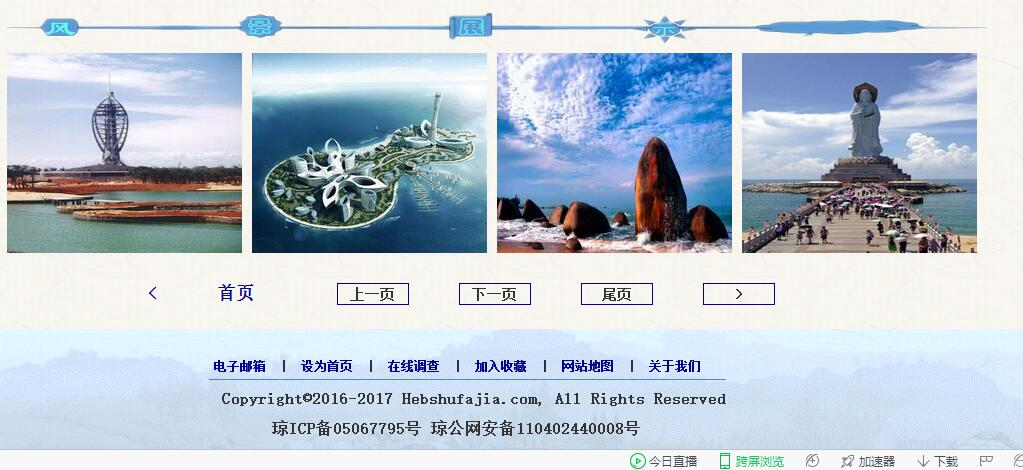 风 景 展 示
< 首页 上一页 下一页 尾页 >
电子邮箱 | 设为首页 | 在线调查 | 加入收藏 | 网站地图 | 关于我们
Copyright©2016-2017 Hebshufajia.com, All Rights Reserved
琼ICP备05067795号 琼公网安备110402440008号
今日直播 跨屏浏览 加速器 下载